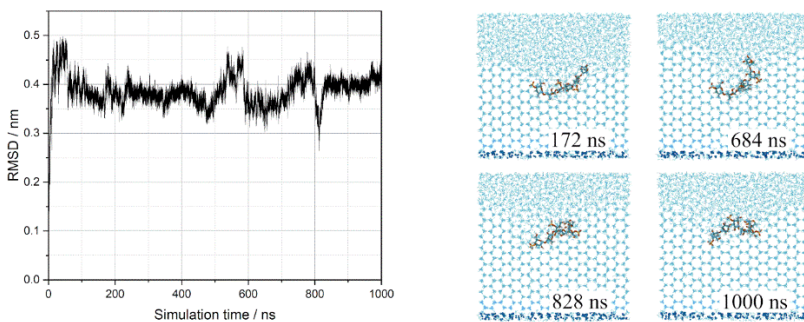 RMSD / nm
0.5
0.4
0.3
0.2
0.1
0.0
0 200 400 600 800 1000
Simulation time / ns
172 ns
684 ns
828 ns
1000 ns